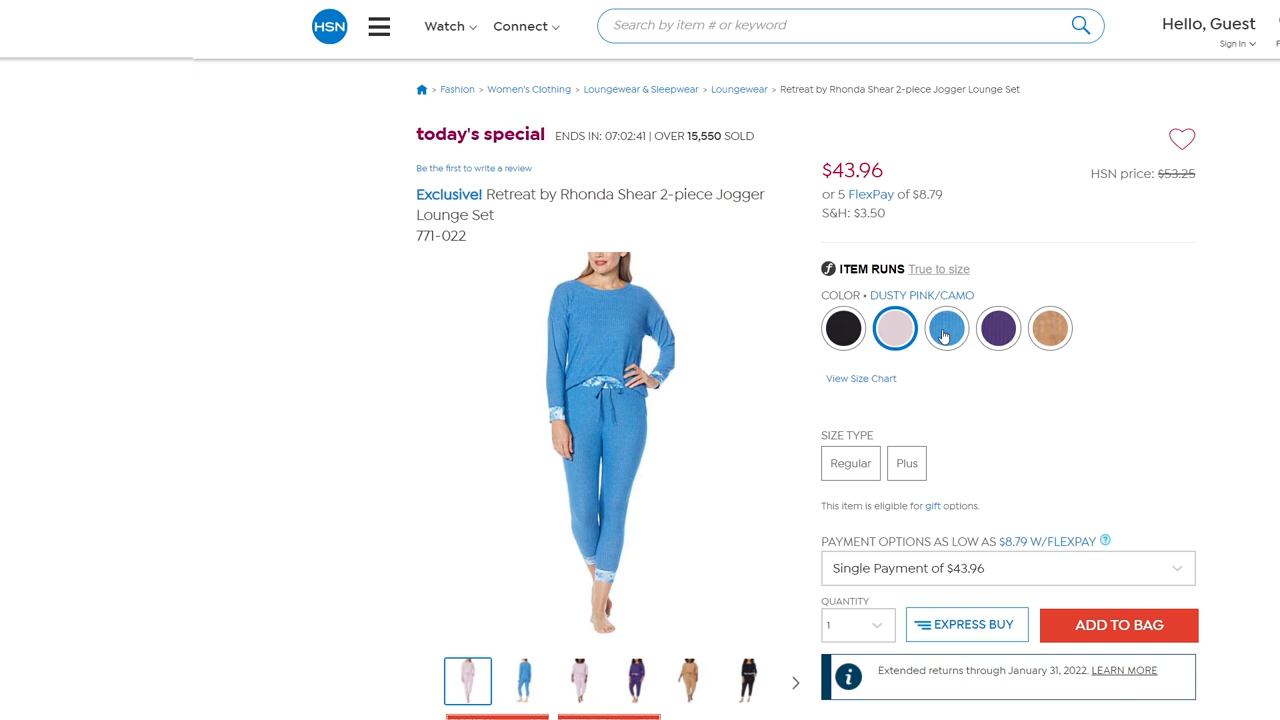 HSN
Watch
Connect
Search by item # or keyword
Hello, Guest
Sign In
> Fashion > Women's Clothing > Loungewear & Sleepwear > Loungewear > Retreat by Rhonda Shear 2-piece Jogger Lounge Set
today's special ENDS IN: 07:02:41 | OVER 15,550 SOLD
Be the first to write a review
Exclusive! Retreat by Rhonda Shear 2-piece Jogger
Lounge Set
771-022
$43.96
HSN price: $53.25
or 5 FlexPay of $8.79
S&H: $3.50
ITEM RUNS True to size
COLOR • DUSTY PINK/CAMO
View Size Chart
SIZE TYPE
Regular
Plus
This item is eligible for gift options.
PAYMENT OPTIONS AS LOW AS $8.79 W/FLEXPAY ?
Single Payment of $43.96
QUANTITY
1
EXPRESS BUY
ADD TO BAG
Extended returns through January 31, 2022. LEARN MORE